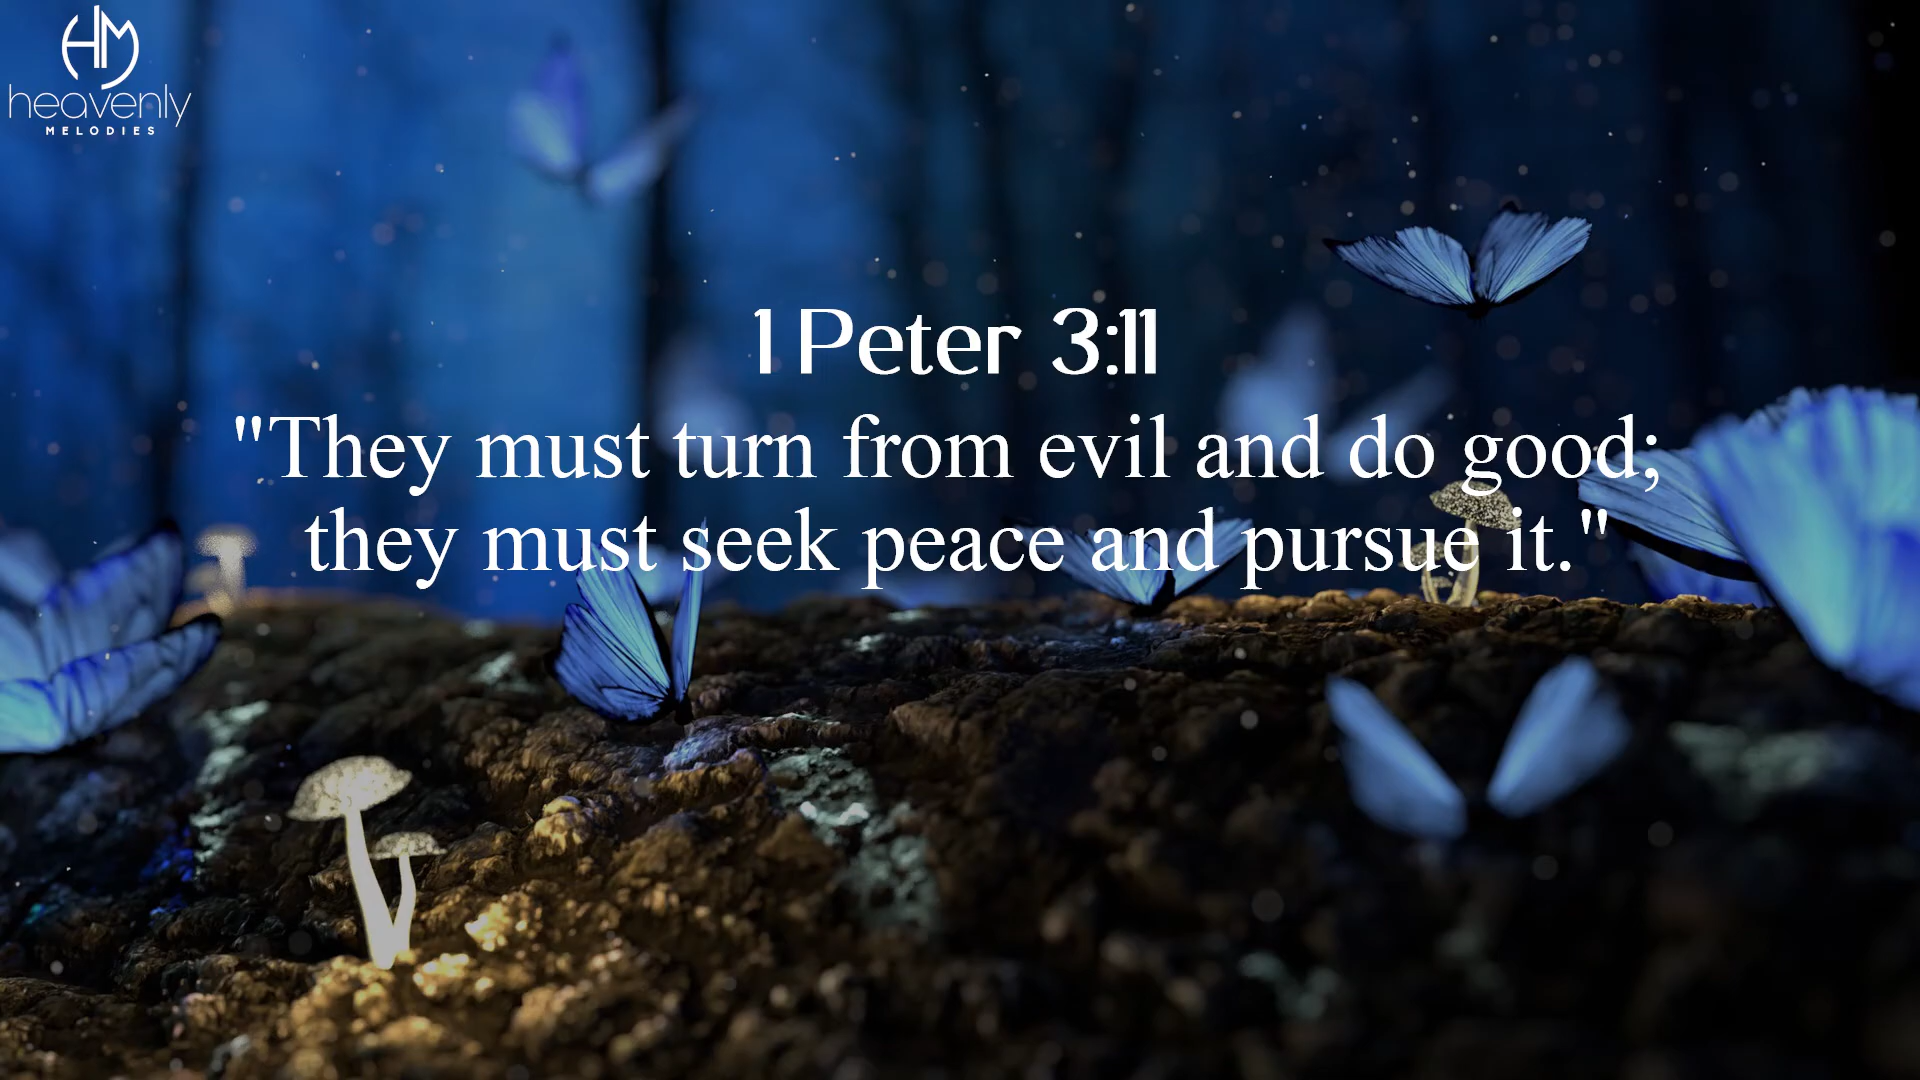 HM
heavenly
MELODIES
1 Peter 3:11
"They must turn from evil and do good;
they must seek peace and pursue it."